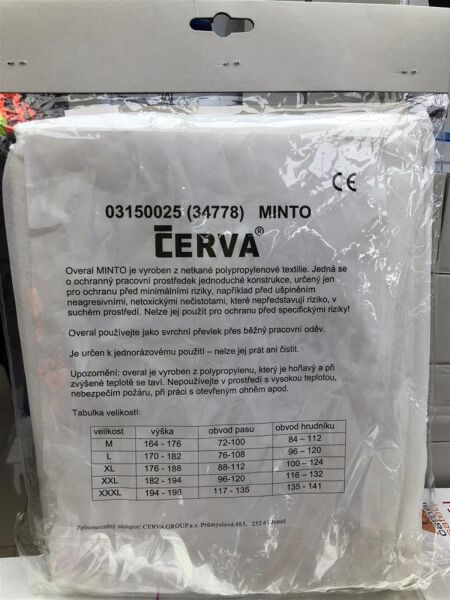 CE
03150025 (34778) MINTO
ČERVA®
Overal MINTO je vyroben z netkané polypropylenové textilie. Jedná se
o ochranný pracovní prostředek jednoduché konstrukce, určený jen
pro ochranu před minimálními riziky, například před ušpiněním
neagresivními, netoxickými nečistotami, které nepředstavují riziko, v
suchém prostředí. Nelze jej použít pro ochranu před specifickými riziky!
Overal používejte jako svrchní převlek přes běžný pracovní oděv.
Je určen k jednorázovému použití – nelze jej prát ani čistit.
Upozornění: overal je vyroben z polypropylenu, který je hořlavý a při
zvýšené teplotě se taví. Nepoužívejte v prostředí s vysokou teplotou,
nebezpečím požáru, při práci s otevřeným ohněm apod.
Tabulka velikostí:
velikost výška obvod pasu obvod hrudníku
M 164 - 176 72-100 84 – 112
L 170 - 182 76-108 96 – 120
XL 176 - 188 88-112 100 – 124
XXL 182 - 194 96-120 116 – 132
XXXL 194 - 198 117 - 135 135 - 141
Zplnomocněný zástupce: CERVA GROUP a.s. Průmyslová 483, 252 61 Jeneč